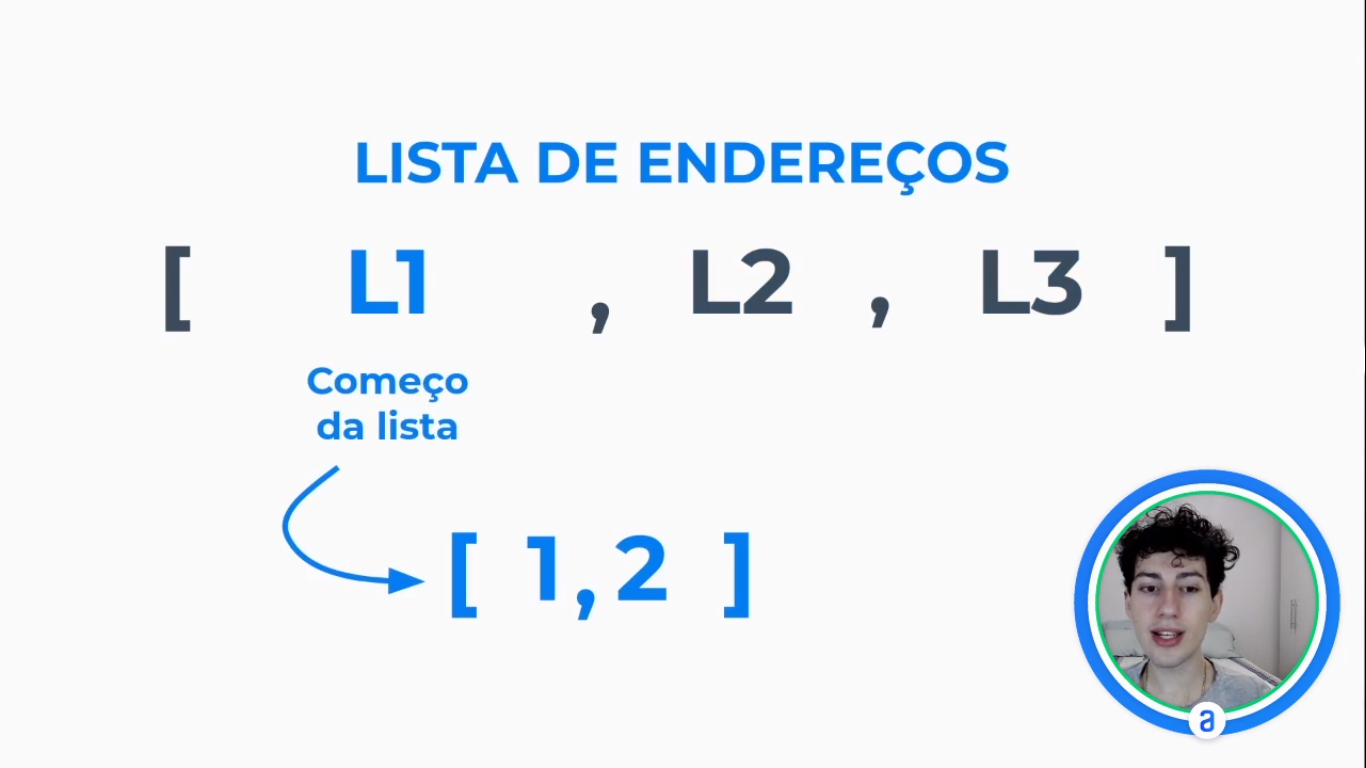 LISTA DE ENDEREÇOS
[ L1 , L2 , L3 ]
Começo
da lista
[ 1, 2 ]
a